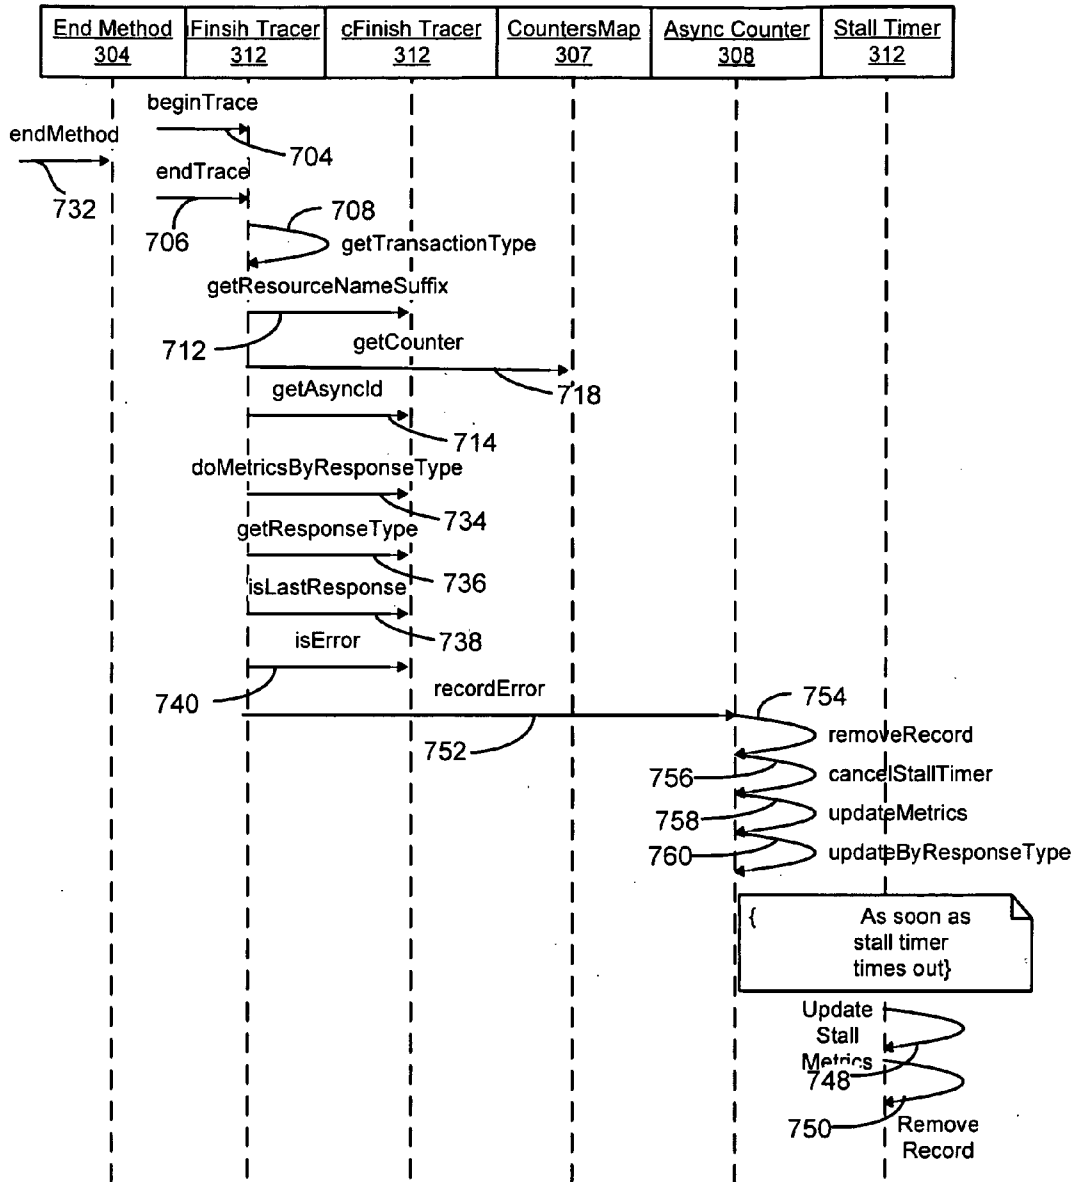 End Method
304
iFinsih Tracer
312
cFinish Tracer
312
CountersMap
307
Async Counter
308
Stall Timer
312
beginTrace
704
endMethod
732
endTrace
706
708
getTransactionType
getResourceNameSuffix
712
getCounter
718
getAsyncId
714
doMetricsByResponseType
734
getResponseType
736
isLastResponse
738
isError
740
recordError
752
754
removeRecord
756
cancelStallTimer
758
updateMetrics
760
updateByResponseType
{ As soon as
stall timer
times out}
Update
Stall
Metrics
748
750
Remove
Record